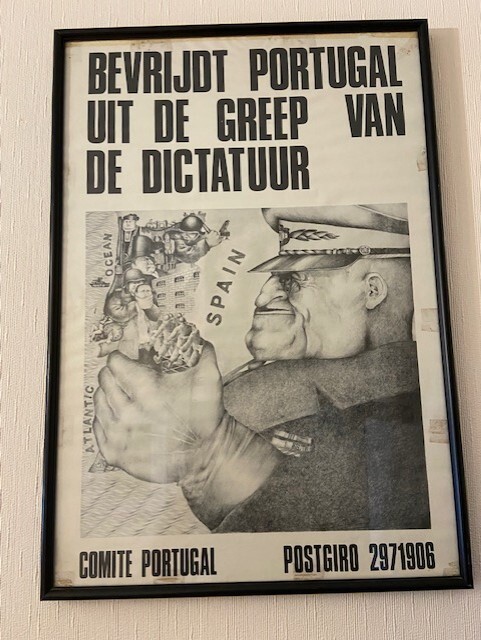 BEVRIJDT PORTUGAL
UIT DE GREEP VAN
DE DICTATUUR
OCEAN
SPAIN
ATLANTIC
COMITE PORTUGAL POSTGIRO 2971906